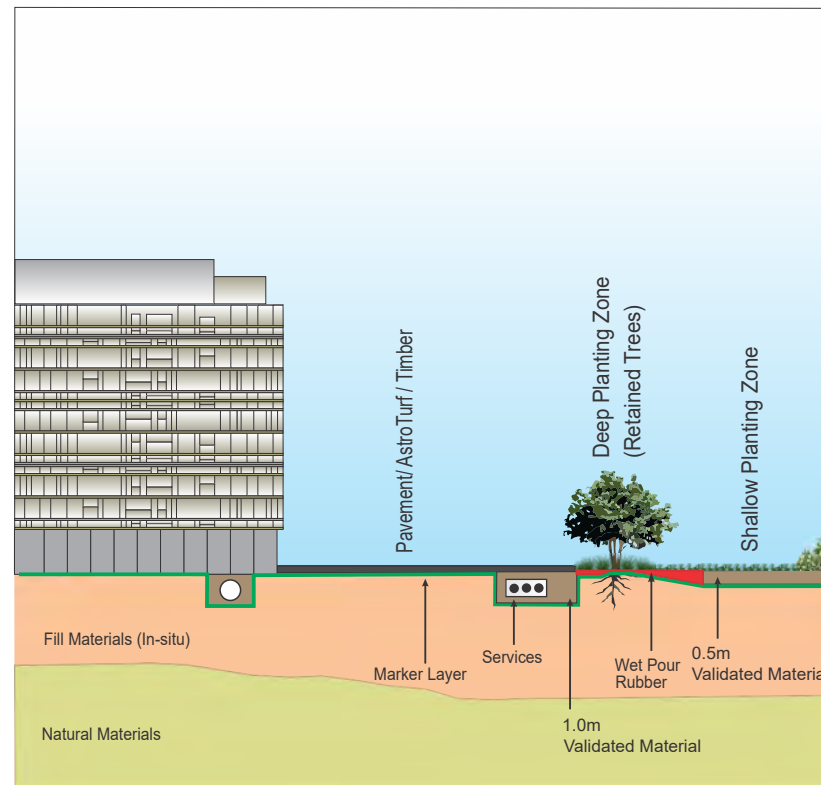 Pavement/ AstroTurf / Timber
Deep Planting Zone
(Retained Trees)
Shallow Planting Zone
Fill Materials (In-situ)
Marker Layer
Services
Wet Pour
Rubber
0.5m
Validated Materia
1.0m
Validated Material
Natural Materials